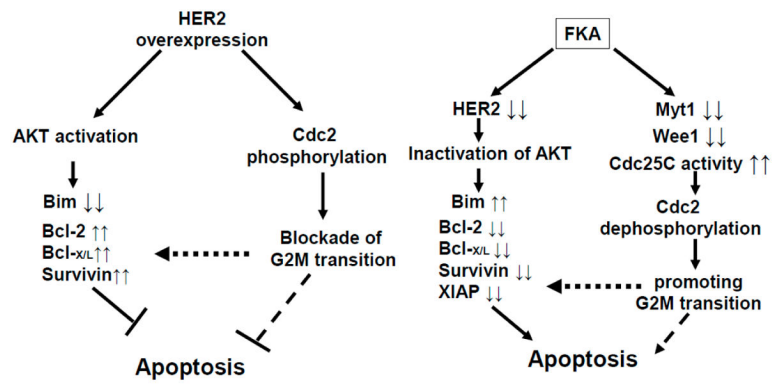 HER2
overexpression
AKT activation
Bim ↓↓
Bcl-2 ↑↑
Bcl-X/L↑↑
Survivin↑↑
Cdc2
phosphorylation
Blockade of
G2M transition
Apoptosis
FKA
HER2 ↓↓
Inactivation of AKT
Bim ↑↑
Bcl-2 ↓↓
Bcl-X/L ↓↓
Survivin ↓↓
XIAP ↓↓
Myt1 ↓↓
Wee1 ↓↓
Cdc25C activity ↑↑
Cdc2
dephosphorylation
promoting
G2M transition
Apoptosis